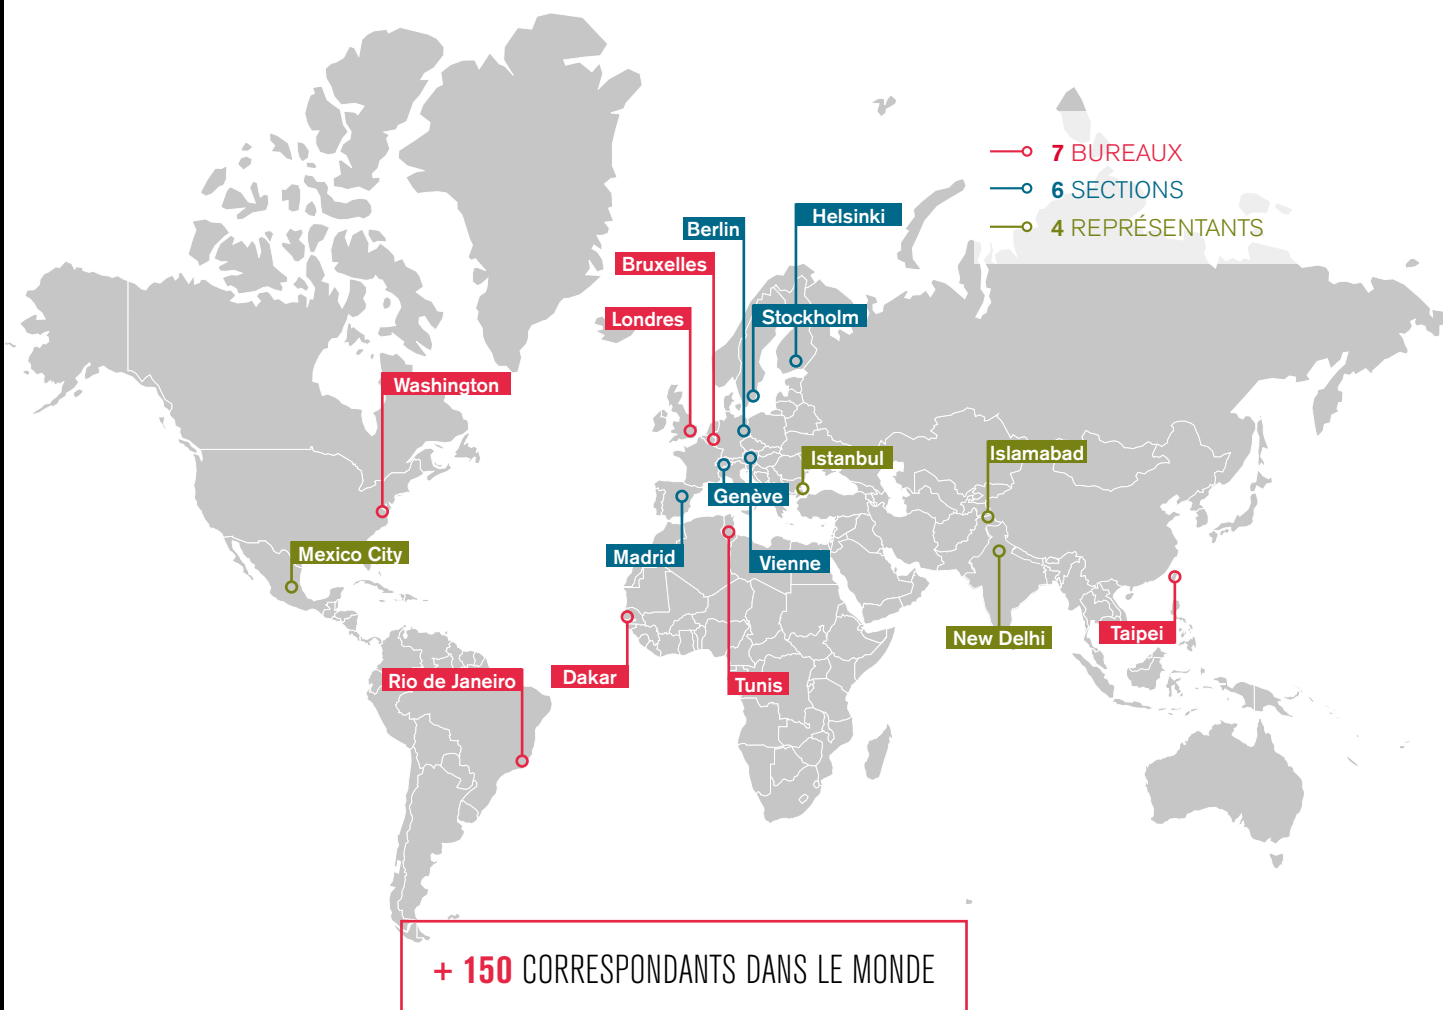 7 BUREAUX
6 SECTIONS
4 REPRÉSENTANTS
Helsinki
Berlin
Bruxelles
Londres
Stockholm
Washington
Istanbul
Islamabad
Genève
Mexico City
Madrid
Vienne
Taipei
New Delhi
Rio de Janeiro
Dakar
Tunis
+ 150 CORRESPONDANTS DANS LE MONDE